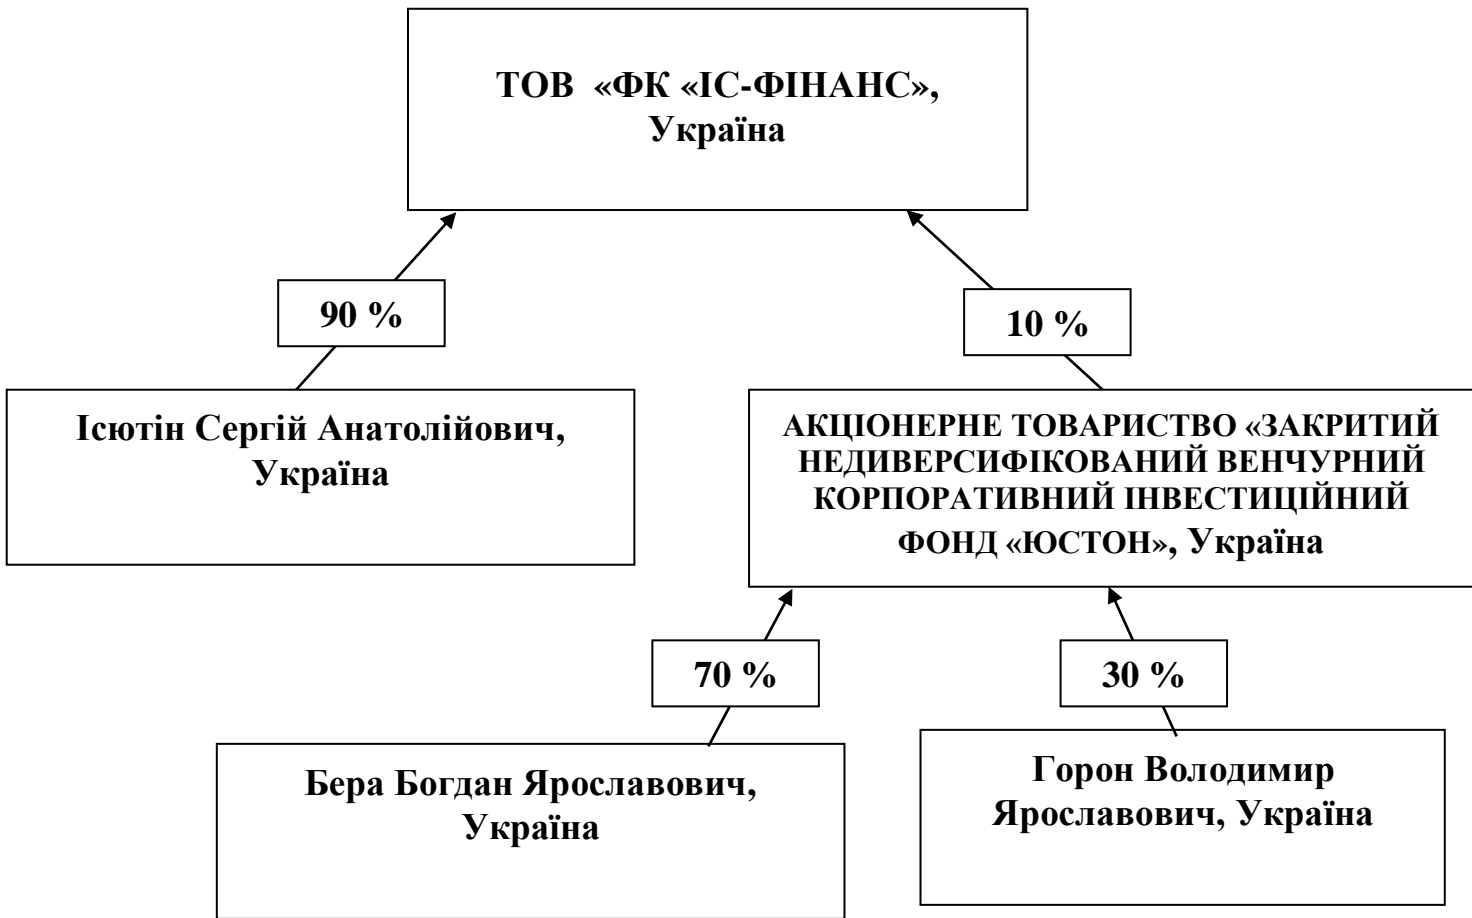 ТОВ «ФК «ІС-ФІНАНС»,
Україна
90 %
10 %
Ісютін Сергій Анатолійович,
Україна
АКЦІОНЕРНЕ ТОВАРИСТВО «ЗАКРИТИЙ
НЕДИВЕРСИФІКОВАНИЙ ВЕНЧУРНИЙ
КОРПОРАТИВНИЙ ІНВЕСТИЦІЙНИЙ
ФОНД «ЮСТОН», Україна
70 %
30 %
Бера Богдан Ярославович,
Україна
Горон Володимир
Ярославович, Україна